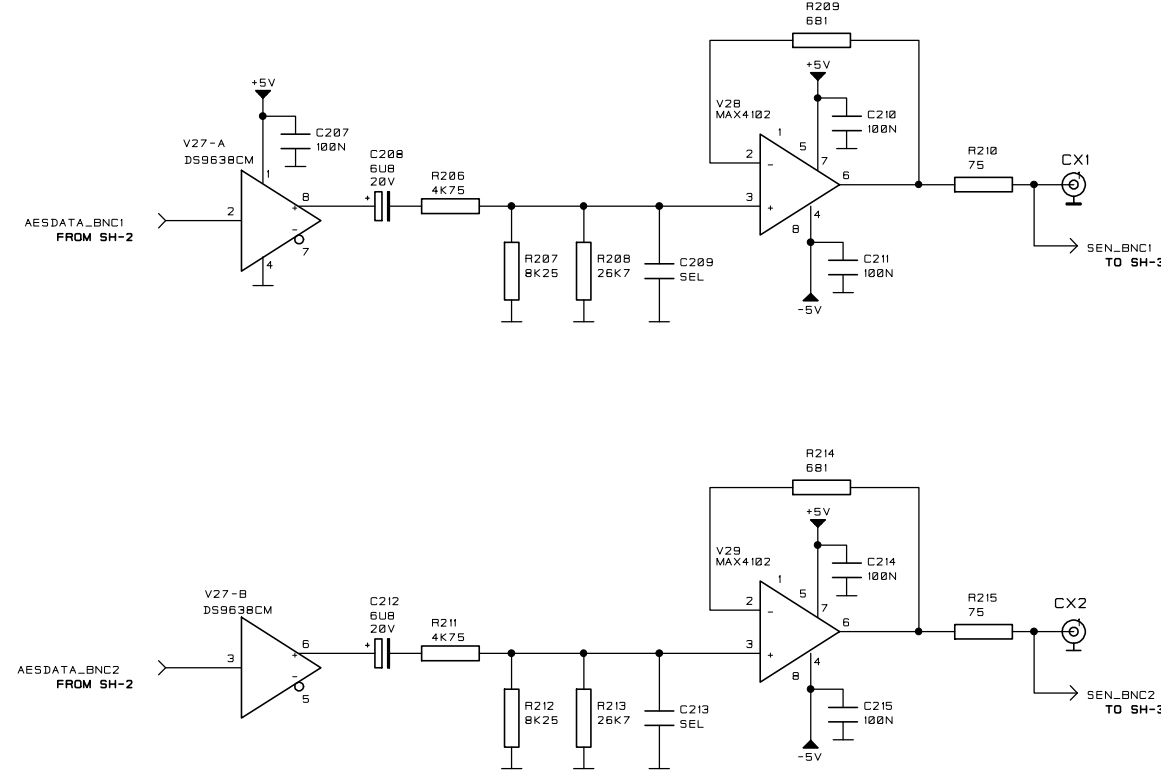 R209
681
+5V
+5V
V28
MAX4102
C210
100N
V27-A
DS9638CM
C207
100N
C208
6U8
20V
R206
4K75
R210
75
CX1
1
1
2
8
7
4
+
-
AESDATA_BNC1
FROM SH-2
R207
8K25
R208
26K7
C209
SEL
1
2
3
5
7
6
4
8
-
+
C211
100N
-5V
SEN_BNC1
TO SH-3
R214
681
+5V
V29
MAX4102
C214
100N
V27-B
DS9638CM
C212
6U8
20V
R211
4K75
R215
75
CX2
1
3
6
5
+
-
AESDATA_BNC2
FROM SH-2
R212
8K25
R213
26K7
C213
SEL
1
2
3
5
7
6
4
8
-
+
C215
100N
-5V
SEN_BNC2
TO SH-3